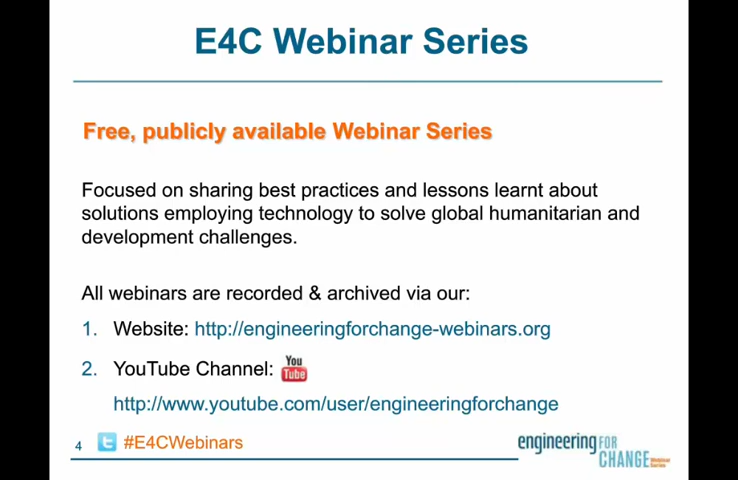 E4C Webinar Series
Free, publicly available Webinar Series
Focused on sharing best practices and lessons learnt about
solutions employing technology to solve global humanitarian and
development challenges.
All webinars are recorded & archived via our:
1. Website: http://engineeringforchange-webinars.org
2. YouTube Channel: You Tube
http://www.youtube.com/user/engineeringforchange
4 #E4CWebinars
engineering FOR
CHANGE Webinar Series